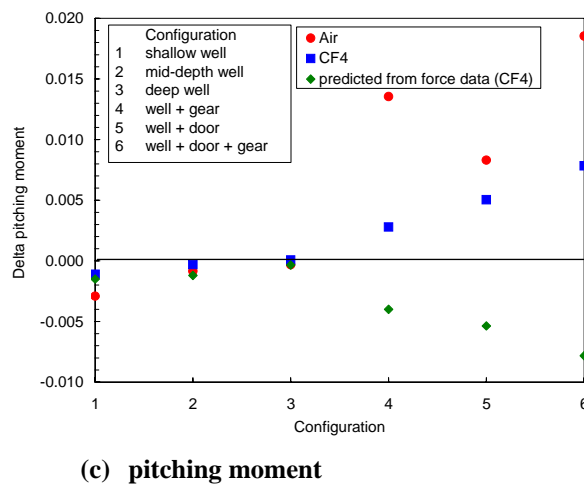 0.020
0.015
0.010
0.005
0.000
-0.005
-0.010
Delta pitching moment
Configuration
1 shallow well
2 mid-depth well
3 deep well
4 well + gear
5 well + door
6 well + door + gear
Air
CF4
predicted from force data (CF4)
1 2 3 4 5 6
Configuration
(c) pitching moment